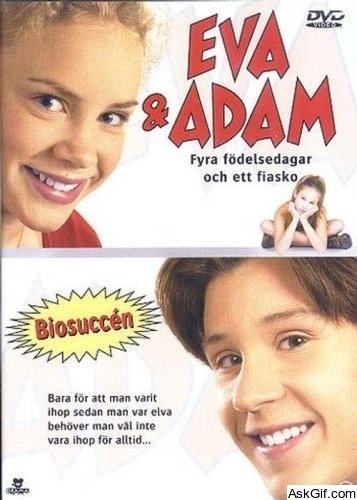 DVD
VIDEO
EVA
& ADAM
Fyra födelsedagar
och ett fiasko
Biosuccén
Bara för att man varit
ihop sedan man var elva
behöver man väl inte
vara ihop för alltid...
AskGif.com